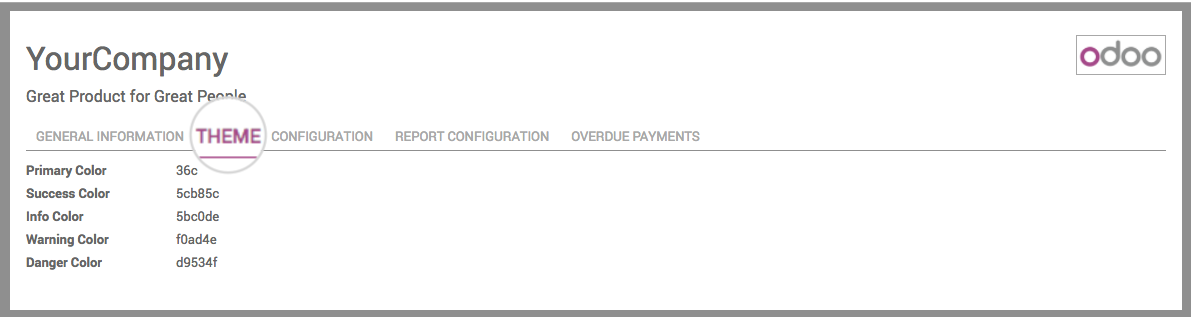 YourCompany
odoo
Great Product for Great People
GENERAL INFORMATION THEME CONFIGURATION REPORT CONFIGURATION OVERDUE PAYMENTS
Primary Color 36c
Success Color 5cb85c
Info Color 5bc0de
Warning Color f0ad4e
Danger Color d9534f